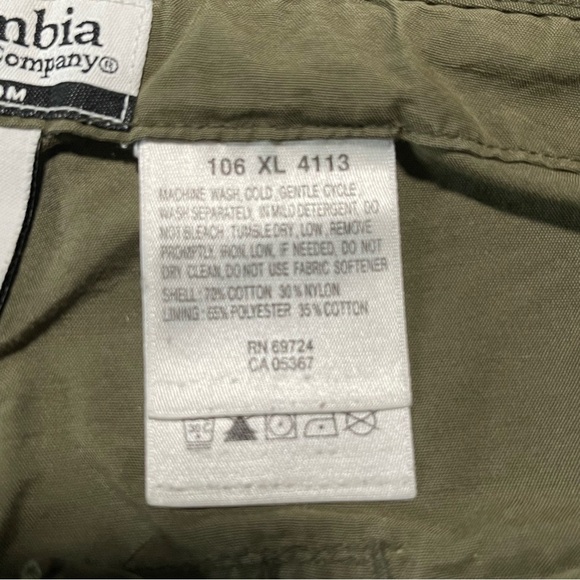 mbia
Company®
OM
106 XL 4113
MACHINE WASH, COLD, GENTLE CYCLE
WASH SEPARATELY, IN MILD DETERGENT, DO
NOT BLEACH TUMBLE DRY, LOW, REMOVE
PROMPTLY, IRON, LOW, IF NEEDED, DO NOT
DRY CLEAN, DO NOT USE FABRIC SOFTENER
SHELL: 70% COTTON 30% NYLON
LINING: 65% POLYESTER 35% COTTON
RN 69724
CA 05367
30C